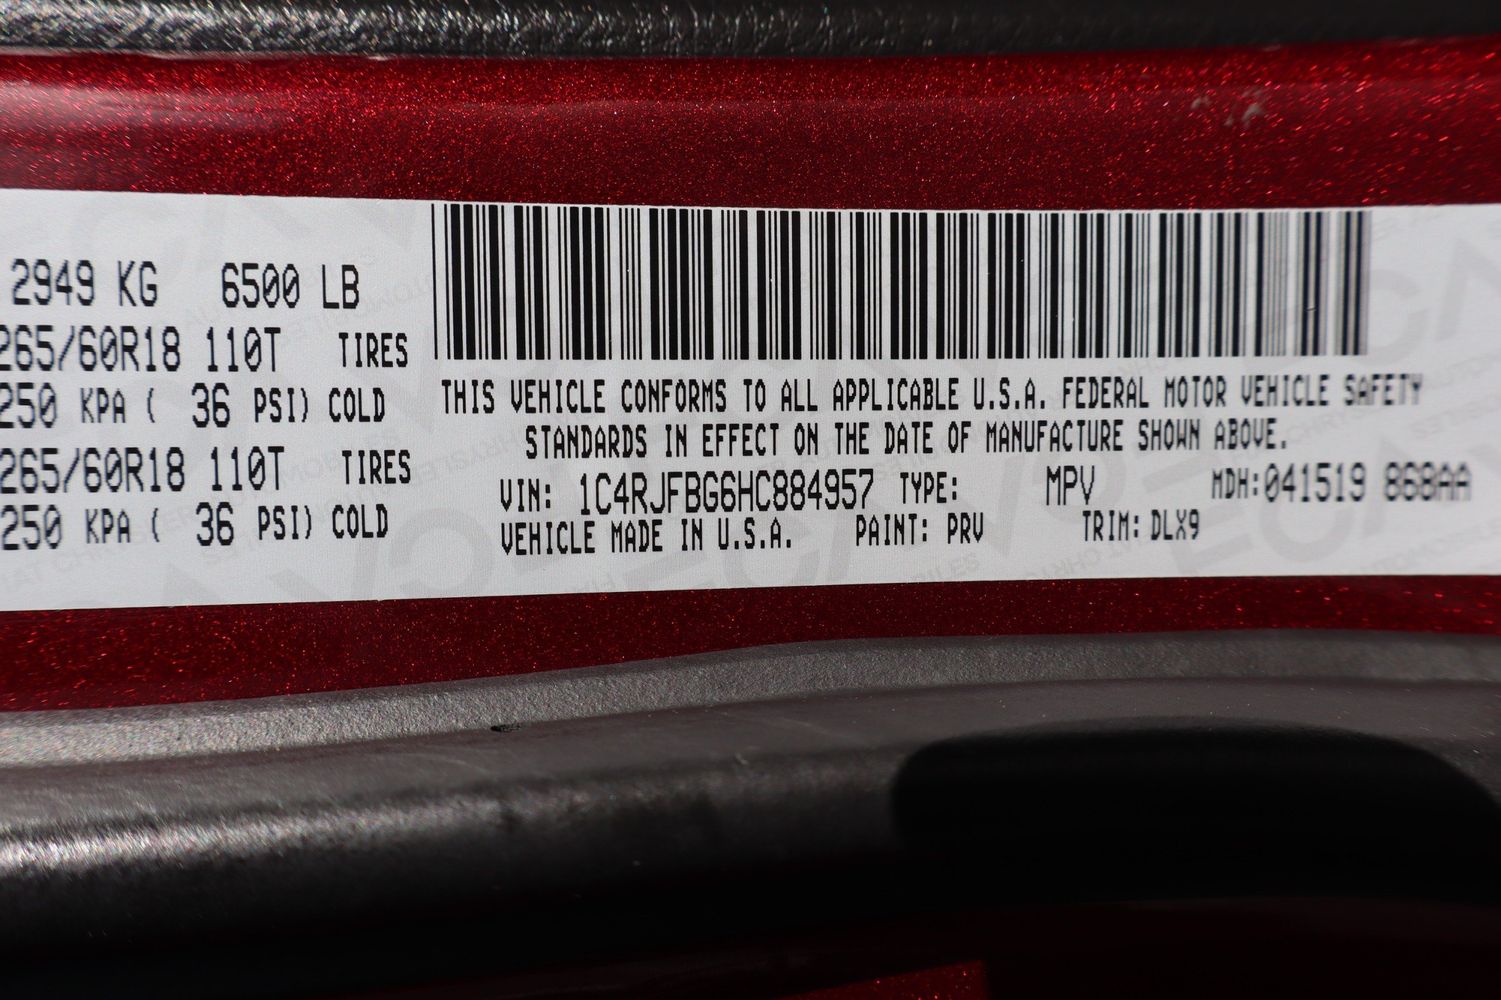 2949 KG 6500 LB
265/60R18 110T TIRES
250 KPA ( 36 PSI) COLD
265/60R18 110T TIRES
250 KPA ( 36 PSI) COLD
THIS VEHICLE CONFORMS TO ALL APPLICABLE U.S.A. FEDERAL MOTOR VEHICLE SAFETY
STANDARDS IN EFFECT ON THE DATE OF MANUFACTURE SHOWN ABOVE.
VIN: 1C4RJFBG6HC884957 TYPE: MPV MDH:041519 868AA
VEHICLE MADE IN U.S.A. PAINT: PRV TRIM: DLX9